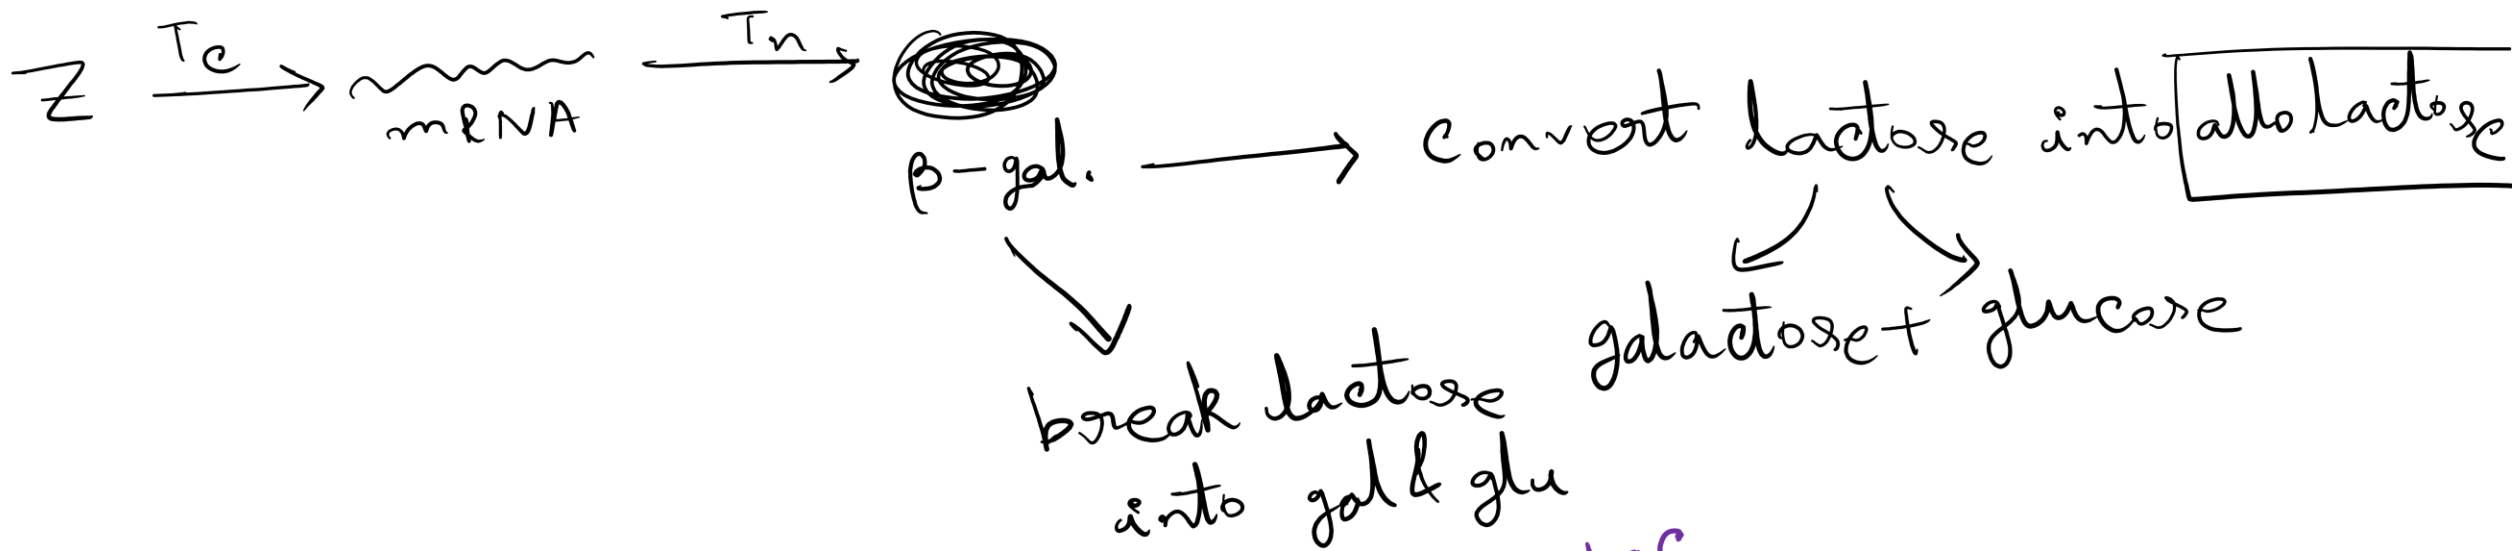 Z Tc mRNA Tn
β-gal. Convert lactose into allolactose
galactose + glucose
break lactose
into gal & glu